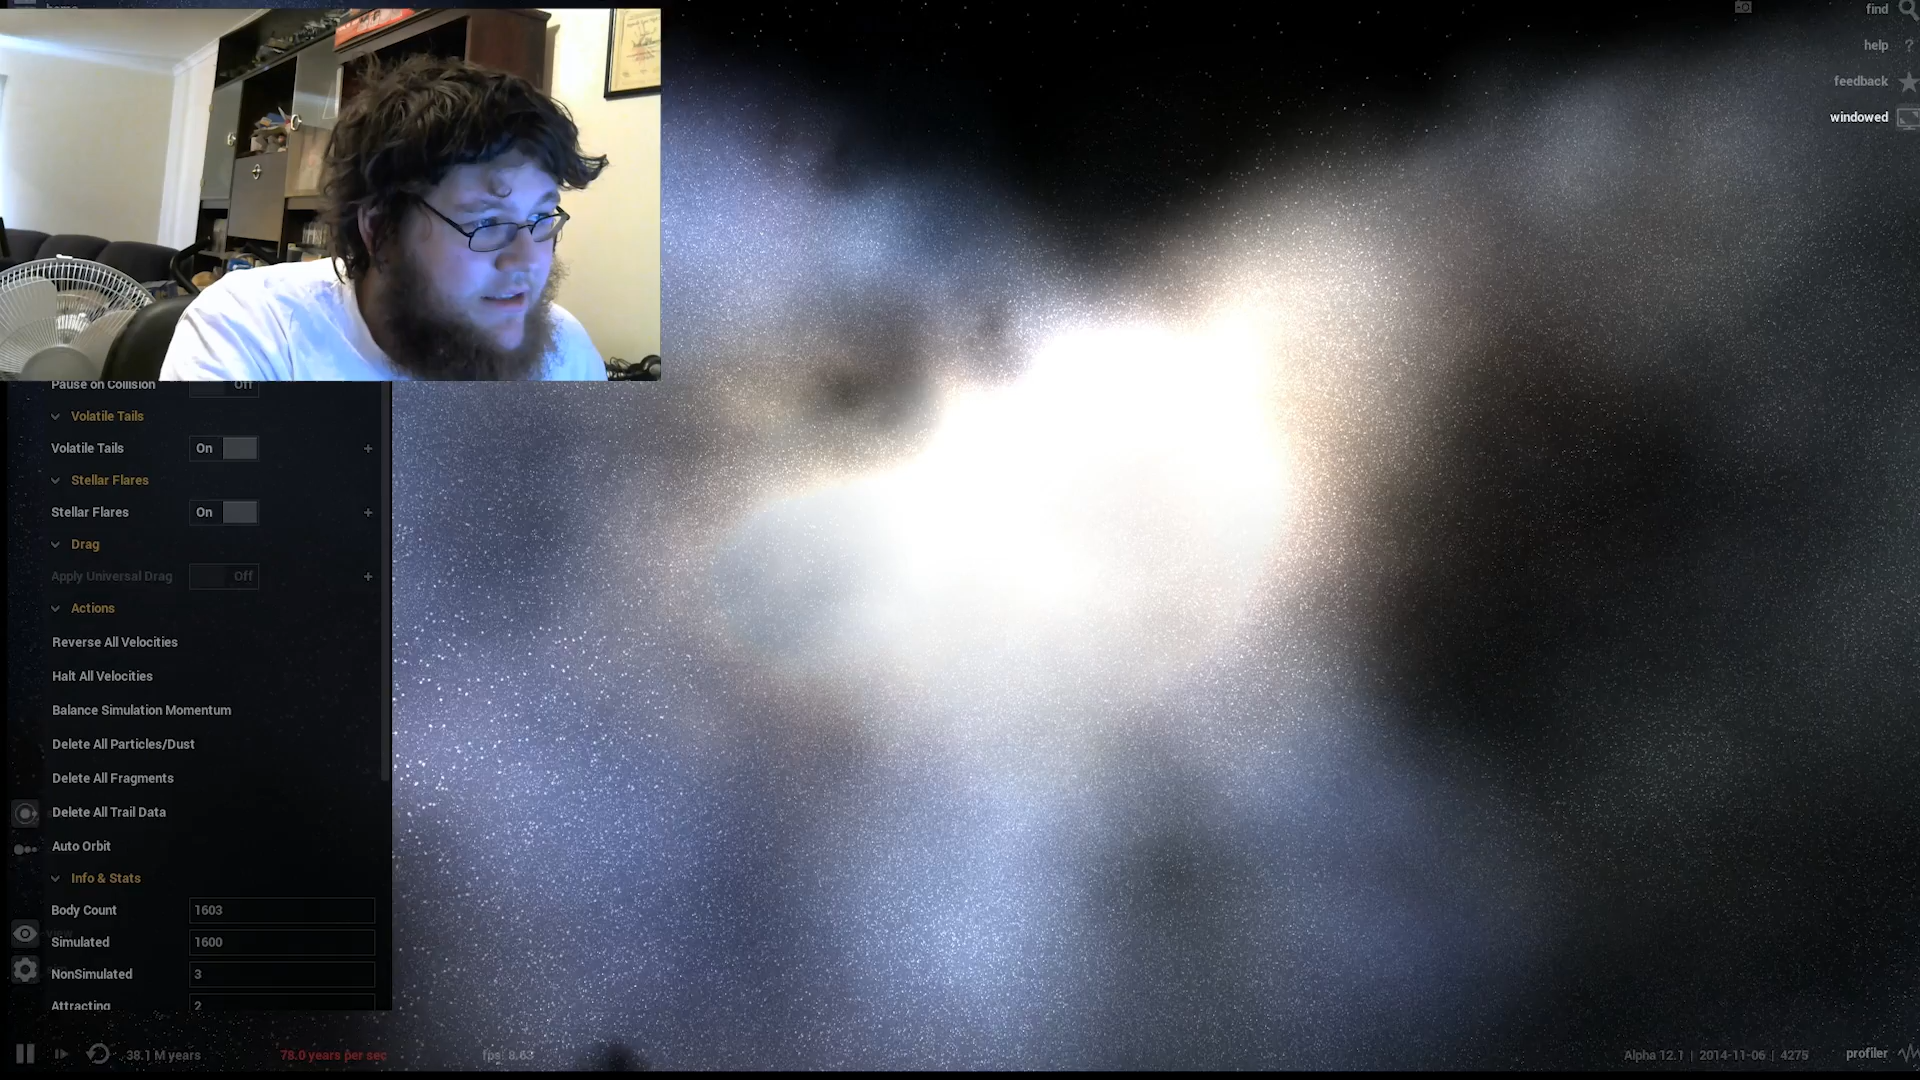 home
find
help ?
feedback
windowed
Pause on Collision Off
Volatile Tails
Volatile Tails On +
Stellar Flares
Stellar Flares On +
Drag
Apply Universal Drag Off +
Actions
Reverse All Velocities
Halt All Velocities
Balance Simulation Momentum
Delete All Particles/Dust
Delete All Fragments
Delete All Trail Data
Auto Orbit
Info & Stats
Body Count 1603
Simulated 1600
NonSimulated 3
Attracting 2
38.1 M years 78.0 years per sec fps: 8.63 Alpha 12.1 | 2014-11-06 | 4275 profiler